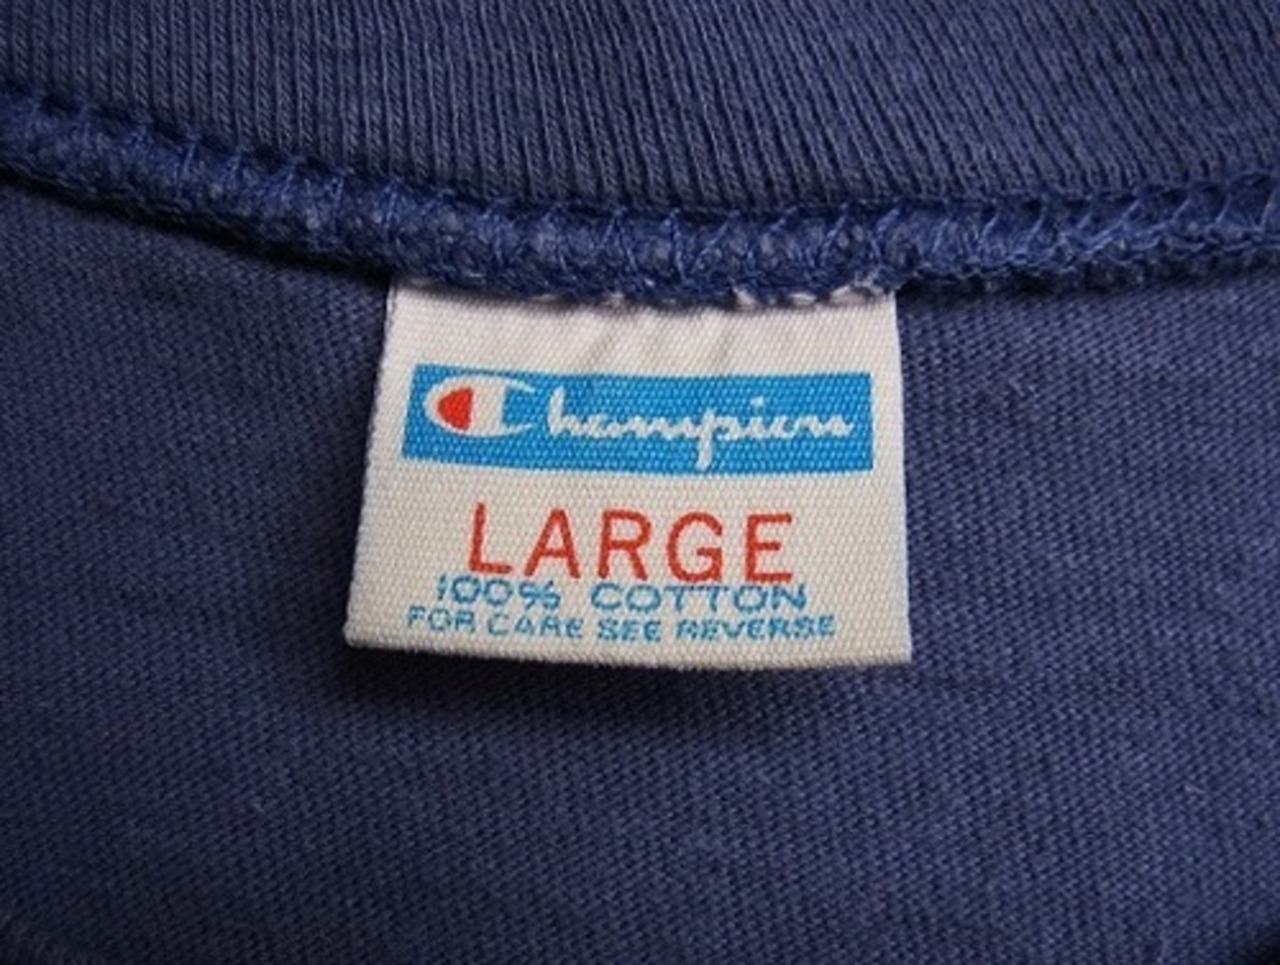 Champion
LARGE
100% COTTON
FOR CARE SEE REVERSE